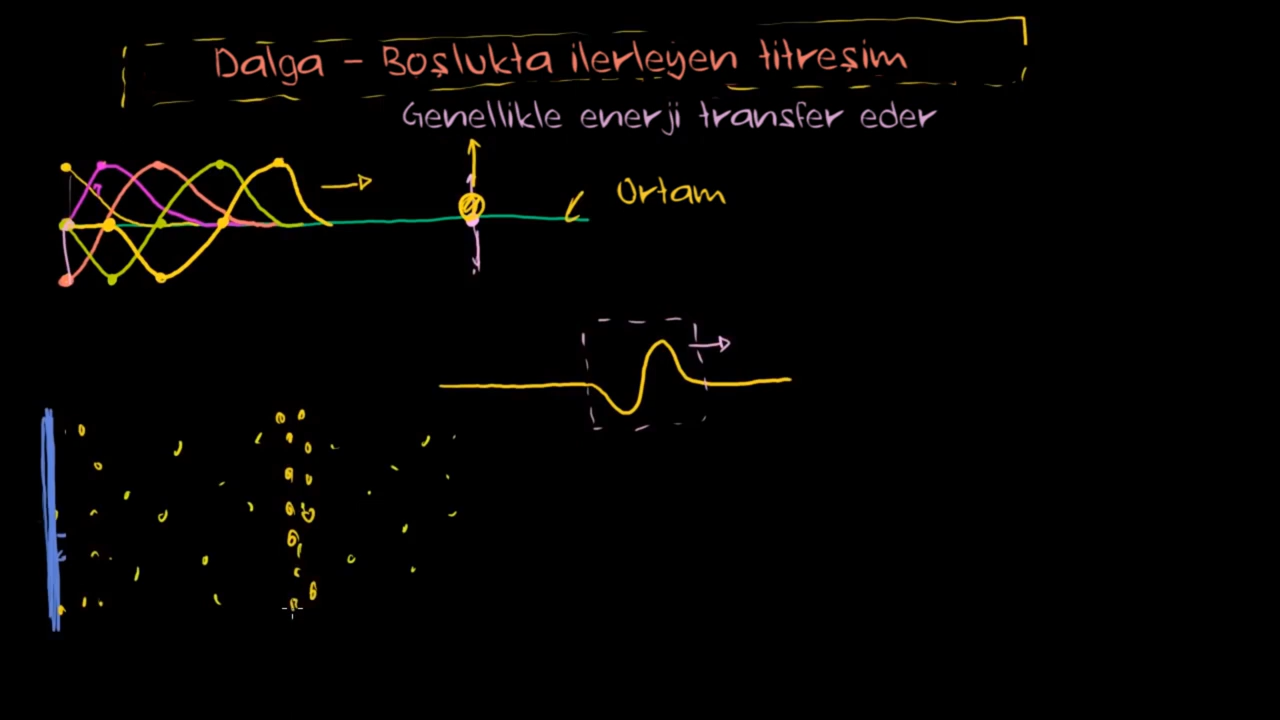 Dalga - Boşlukta ilerleyen titreşim
Genellikle enerji transfer eder
Ortam